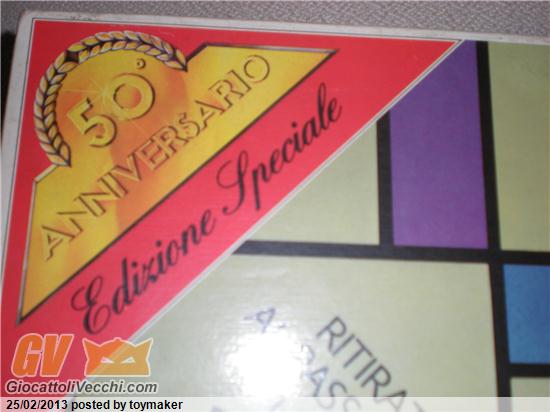 50°
ANNIVERSARIO
Edizione Speciale
RITIRA
GV
GiocattoliVecchi.com
25/02/2013 posted by toymaker